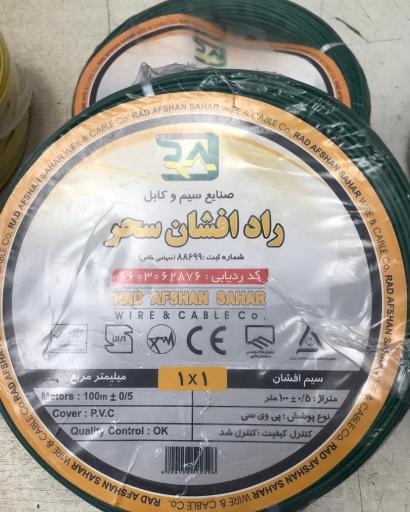 RAD AFSHAN SAHAR WIRE & CABLE Co.
صنایع سیم و کابل
راد افشان سحر
شماره ثبت : ۸۸۶۹۹ (سهامی خاص)
کد ردیابی : ۶۶۰۳۰۶۲۸۷۶
RAD AFSHAN SAHAR
WIRE & CABLE Co.
CE
سیم افشان ۱x۱ میلیمتر مربع
متراژ : ۰/۵ ± ۱۰۰ متر
Meters : 100m ± 0/5
نوع پوشش : پی وی سی
Cover : P.V.C
کنترل کیفیت : کنترل شد
Quality Control : OK